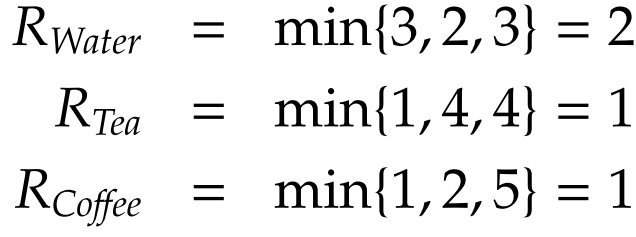 R_Water = min{3, 2, 3} = 2
R_Tea = min{1, 4, 4} = 1
R_Coffee = min{1, 2, 5} = 1